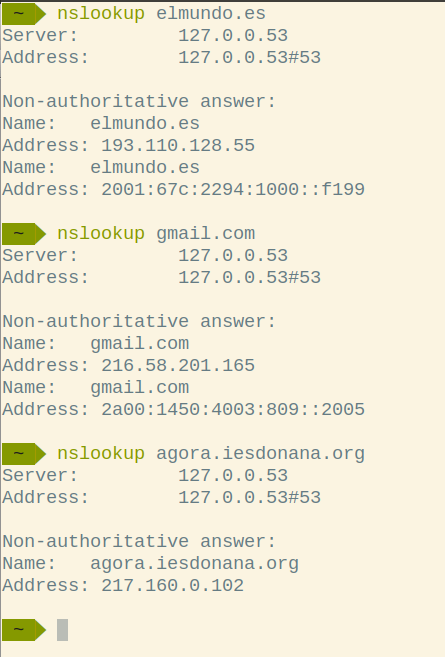 ~ nslookup elmundo.es
Server: 127.0.0.53
Address: 127.0.0.53#53
Non-authoritative answer:
Name: elmundo.es
Address: 193.110.128.55
Name: elmundo.es
Address: 2001:67c:2294:1000::f199
~ nslookup gmail.com
Server: 127.0.0.53
Address: 127.0.0.53#53
Non-authoritative answer:
Name: gmail.com
Address: 216.58.201.165
Name: gmail.com
Address: 2a00:1450:4003:809::2005
~ nslookup agora.iesdonana.org
Server: 127.0.0.53
Address: 127.0.0.53#53
Non-authoritative answer:
Name: agora.iesdonana.org
Address: 217.160.0.102
~